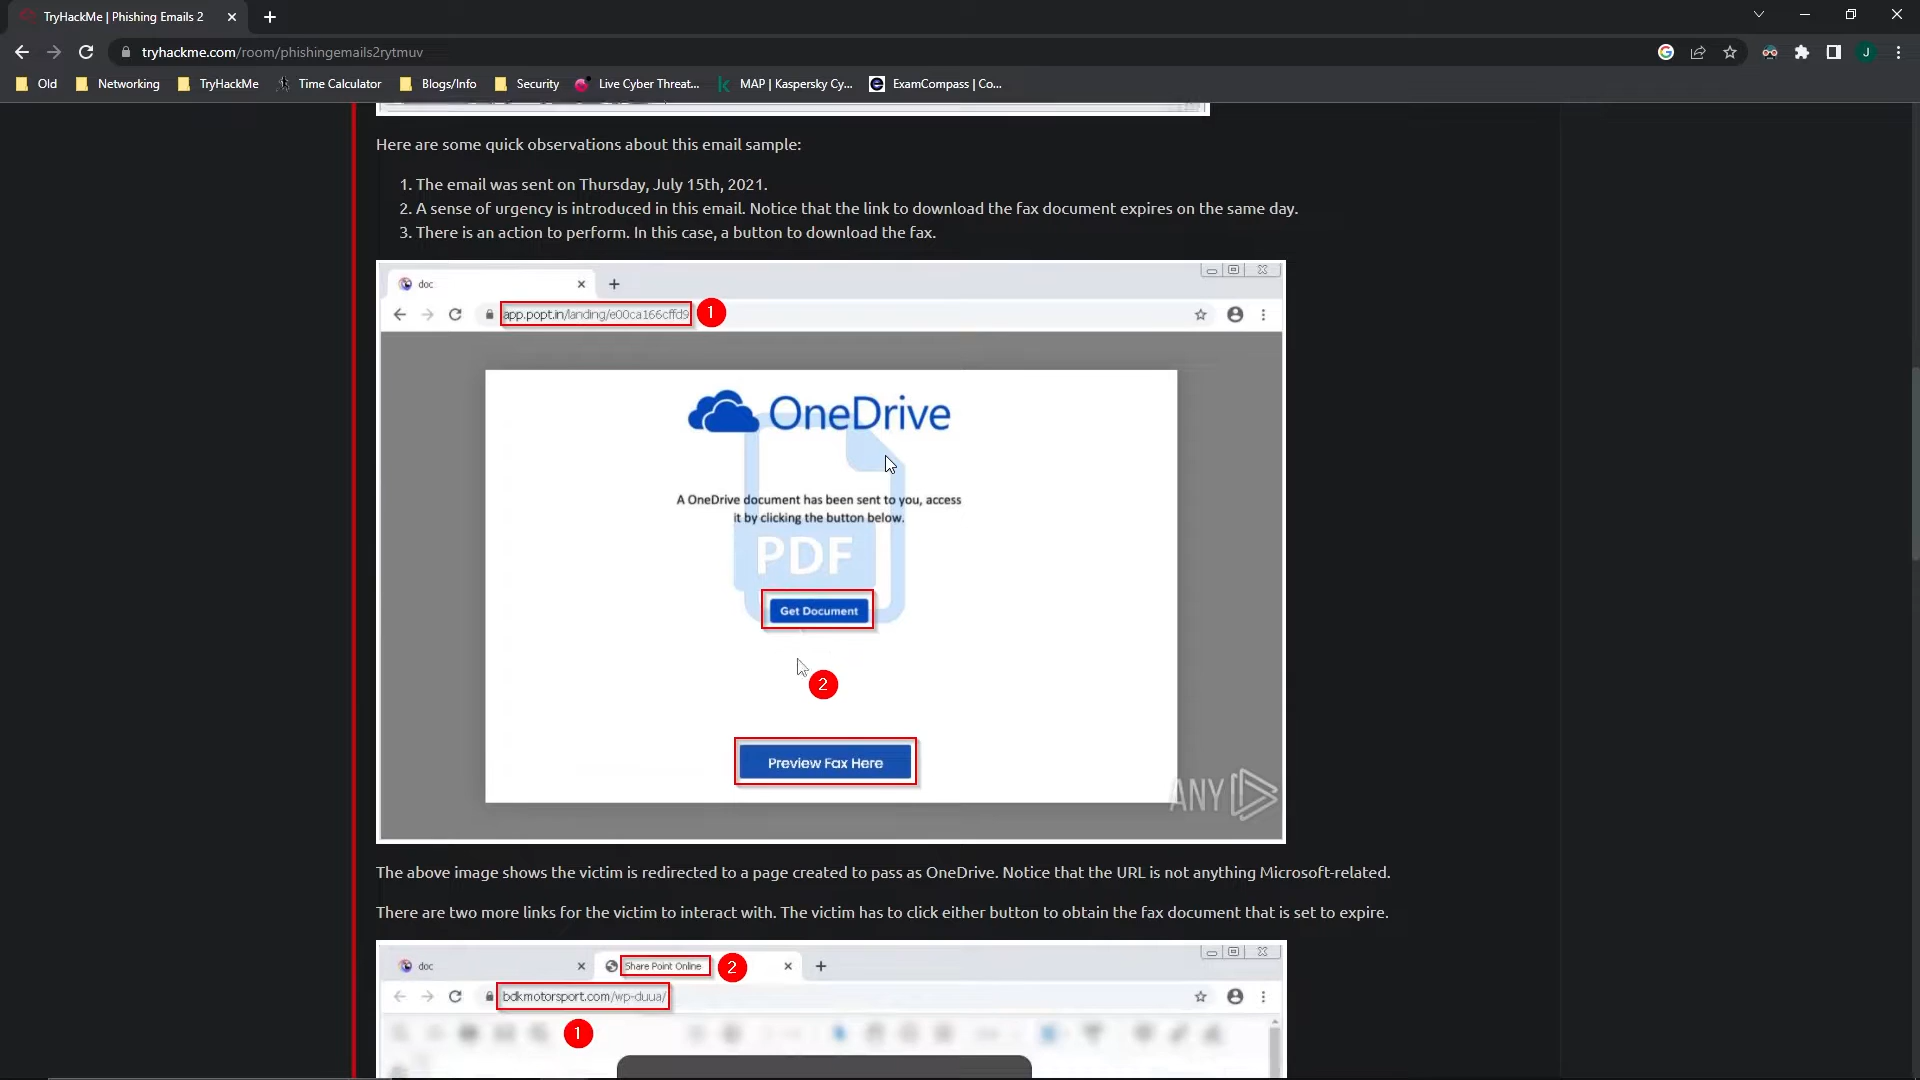 TryHackMe | Phishing Emails 2
tryhackme.com/room/phishingemails2rytmuv
J
Old
Networking
TryHackMe
Time Calculator
Blogs/Info
Security
Live Cyber Threat...
MAP | Kaspersky Cy...
ExamCompass | Co...
Here are some quick observations about this email sample:
1. The email was sent on Thursday, July 15th, 2021.
2. A sense of urgency is introduced in this email. Notice that the link to download the fax document expires on the same day.
3. There is an action to perform. In this case, a button to download the fax.
doc
app.popt.in/landing/e00ca166cffd9
1
OneDrive
A OneDrive document has been sent to you, access
it by clicking the button below.
PDF
Get Document
2
Preview Fax Here
ANY
The above image shows the victim is redirected to a page created to pass as OneDrive. Notice that the URL is not anything Microsoft-related.
There are two more links for the victim to interact with. The victim has to click either button to obtain the fax document that is set to expire.
doc
Share Point Online
2
bdkmotorsport.com/wp-duua/
1